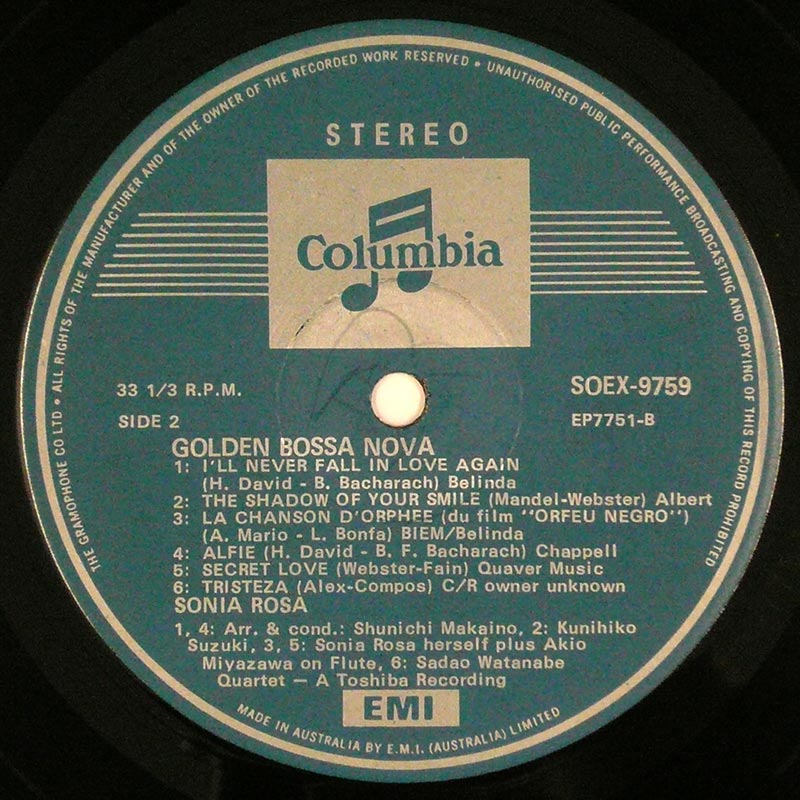 THE GRAMOPHONE CO LTD • ALL RIGHTS OF THE MANUFACTURER AND OF THE OWNER OF THE RECORDED WORK RESERVED • UNAUTHORISED PUBLIC PERFORMANCE BROADCASTING AND COPYING OF THIS RECORD PROHIBITED
STEREO
Columbia
33 1/3 R.P.M.
SOEX-9759
SIDE 2
EP7751-B
GOLDEN BOSSA NOVA
1: I'LL NEVER FALL IN LOVE AGAIN
(H. David - B. Bacharach) Belinda
2: THE SHADOW OF YOUR SMILE (Mandel-Webster) Albert
3: LA CHANSON D'ORPHEE (du film "ORFEU NEGRO")
(A. Mario - L. Bonfa) BIEM/Belinda
4: ALFIE (H. David - B. F. Bacharach) Chappell
5: SECRET LOVE (Webster-Fain) Quaver Music
6: TRISTEZA (Alex-Compos) C/R owner unknown
SONIA ROSA
1, 4: Arr. & cond.: Shunichi Makaino, 2: Kunihiko
Suzuki, 3, 5: Sonia Rosa herself plus Akio
Miyazawa on Flute, 6: Sadao Watanabe
Quartet — A Toshiba Recording
EMI
MADE IN AUSTRALIA BY E.M.I. (AUSTRALIA) LIMITED